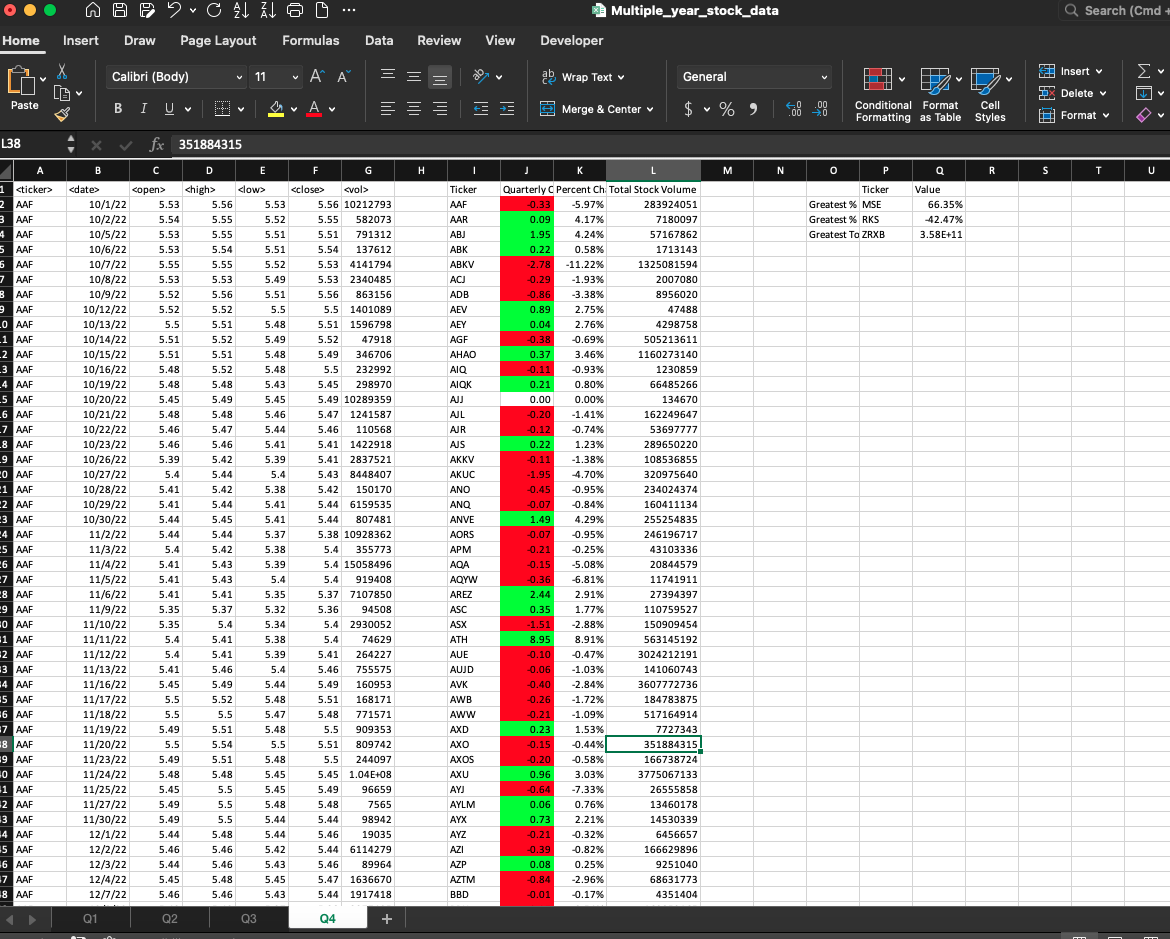 Multiple_year_stock_data
Search (Cmd +
Home Insert Draw Page Layout Formulas Data Review View Developer
Paste Calibri (Body) 11 Wrap Text General Insert
B I U Merge & Center $ % Conditional Formatting Format as Table Cell Styles Delete Format
L38 fx 351884315
A B C D E F G H I J K L M N O P Q R S T U
1 <ticker> <date> <open> <high> <low> <close> <vol> Ticker Quarterly C Percent Ch Total Stock Volume Ticker Value
2 AAF 10/1/22 5.53 5.56 5.53 5.56 10212793 AAF -0.33 -5.97% 283924051 Greatest % MSE 66.35%
3 AAF 10/2/22 5.54 5.55 5.52 5.55 582073 AAR 0.09 4.17% 7180097 Greatest % RKS -42.47%
4 AAF 10/5/22 5.53 5.55 5.51 5.51 791312 ABJ 1.95 4.24% 57167862 Greatest To ZRXB 3.58E+11
5 AAF 10/6/22 5.53 5.54 5.51 5.54 137612 ABK 0.22 0.58% 1713143
6 AAF 10/7/22 5.55 5.55 5.52 5.53 4141794 ABKV -2.78 -11.22% 1325081594
7 AAF 10/8/22 5.53 5.53 5.49 5.53 2340485 ACJ -0.29 -1.93% 2007080
8 AAF 10/9/22 5.52 5.56 5.51 5.56 863156 ADB -0.86 -3.38% 8956020
9 AAF 10/12/22 5.52 5.52 5.5 5.5 1401089 AEV 0.89 2.75% 47488
.0 AAF 10/13/22 5.5 5.51 5.48 5.51 1596798 AEY 0.04 2.76% 4298758
.1 AAF 10/14/22 5.51 5.52 5.49 5.52 47918 AGF -0.38 -0.69% 505213611
.2 AAF 10/15/22 5.51 5.51 5.48 5.49 346706 AHAO 0.37 3.46% 1160273140
.3 AAF 10/16/22 5.48 5.52 5.48 5.5 232992 AIQ -0.11 -0.93% 1230859
.4 AAF 10/19/22 5.48 5.48 5.43 5.45 298970 AIQK 0.21 0.80% 66485266
.5 AAF 10/20/22 5.45 5.49 5.45 5.49 10289359 AJJ 0.00 0.00% 134670
.6 AAF 10/21/22 5.48 5.48 5.46 5.47 1241587 AJL -0.20 -1.41% 162249647
.7 AAF 10/22/22 5.46 5.47 5.44 5.46 110568 AJR -0.12 -0.74% 53697777
.8 AAF 10/23/22 5.46 5.46 5.41 5.41 1422918 AJS 0.22 1.23% 289650220
.9 AAF 10/26/22 5.39 5.42 5.39 5.41 2837521 AKKV -0.11 -1.38% 108536855
20 AAF 10/27/22 5.4 5.44 5.4 5.43 8448407 AKUC -1.95 -4.70% 320975640
21 AAF 10/28/22 5.41 5.42 5.38 5.42 150170 ANO -0.45 -0.95% 234024374
22 AAF 10/29/22 5.41 5.44 5.41 5.44 6159535 ANQ -0.07 -0.84% 160411134
23 AAF 10/30/22 5.44 5.45 5.41 5.44 807481 ANVE 1.49 4.29% 255254835
24 AAF 11/2/22 5.44 5.44 5.37 5.38 10928362 AORS -0.07 -0.95% 246196717
25 AAF 11/3/22 5.4 5.42 5.38 5.4 355773 APM -0.21 -0.25% 43103336
26 AAF 11/4/22 5.41 5.43 5.39 5.4 15058496 AQA -0.15 -5.08% 20844579
27 AAF 11/5/22 5.41 5.43 5.4 5.4 919408 AQYW -0.36 -6.81% 11741911
28 AAF 11/6/22 5.41 5.41 5.35 5.37 7107850 AREZ 2.44 2.91% 27394397
29 AAF 11/9/22 5.35 5.37 5.32 5.36 94508 ASC 0.35 1.77% 110759527
30 AAF 11/10/22 5.35 5.4 5.34 5.4 2930052 ASX -1.51 -2.88% 150909454
31 AAF 11/11/22 5.4 5.41 5.38 5.4 74629 ATH 8.95 8.91% 563145192
32 AAF 11/12/22 5.4 5.41 5.39 5.41 264227 AUE -0.10 -0.47% 3024212191
33 AAF 11/13/22 5.41 5.46 5.4 5.46 755575 AUJD -0.06 -1.03% 141060743
34 AAF 11/16/22 5.45 5.49 5.44 5.49 160953 AVK -0.40 -2.84% 3607772736
35 AAF 11/17/22 5.5 5.52 5.48 5.51 168171 AWB -0.26 -1.72% 184783875
36 AAF 11/18/22 5.5 5.5 5.47 5.48 771571 AWW -0.21 -1.09% 517164914
37 AAF 11/19/22 5.49 5.51 5.48 5.5 909353 AXD 0.23 1.53% 7727343
38 AAF 11/20/22 5.5 5.54 5.5 5.51 809742 AXO -0.15 -0.44% 351884315
39 AAF 11/23/22 5.49 5.51 5.48 5.5 244097 AXOS -0.20 -0.58% 166738724
40 AAF 11/24/22 5.48 5.48 5.45 5.45 1.04E+08 AXU 0.96 3.03% 3775067133
41 AAF 11/25/22 5.45 5.5 5.45 5.49 96659 AYJ -0.64 -7.33% 26555858
42 AAF 11/27/22 5.49 5.5 5.48 5.48 7565 AYLM 0.06 0.76% 13460178
43 AAF 11/30/22 5.49 5.5 5.44 5.44 98942 AYX 0.73 2.21% 14530339
44 AAF 12/1/22 5.44 5.48 5.44 5.46 19035 AYZ -0.21 -0.32% 6456657
45 AAF 12/2/22 5.46 5.46 5.42 5.44 6114279 AZI -0.39 -0.82% 166629896
46 AAF 12/3/22 5.44 5.46 5.43 5.46 89964 AZP 0.08 0.25% 9251040
47 AAF 12/4/22 5.45 5.48 5.45 5.47 1636670 AZTM -0.84 -2.96% 68631773
48 AAF 12/7/22 5.46 5.46 5.43 5.44 1917418 BBD -0.01 -0.17% 4351404
Q1 Q2 Q3 Q4 +